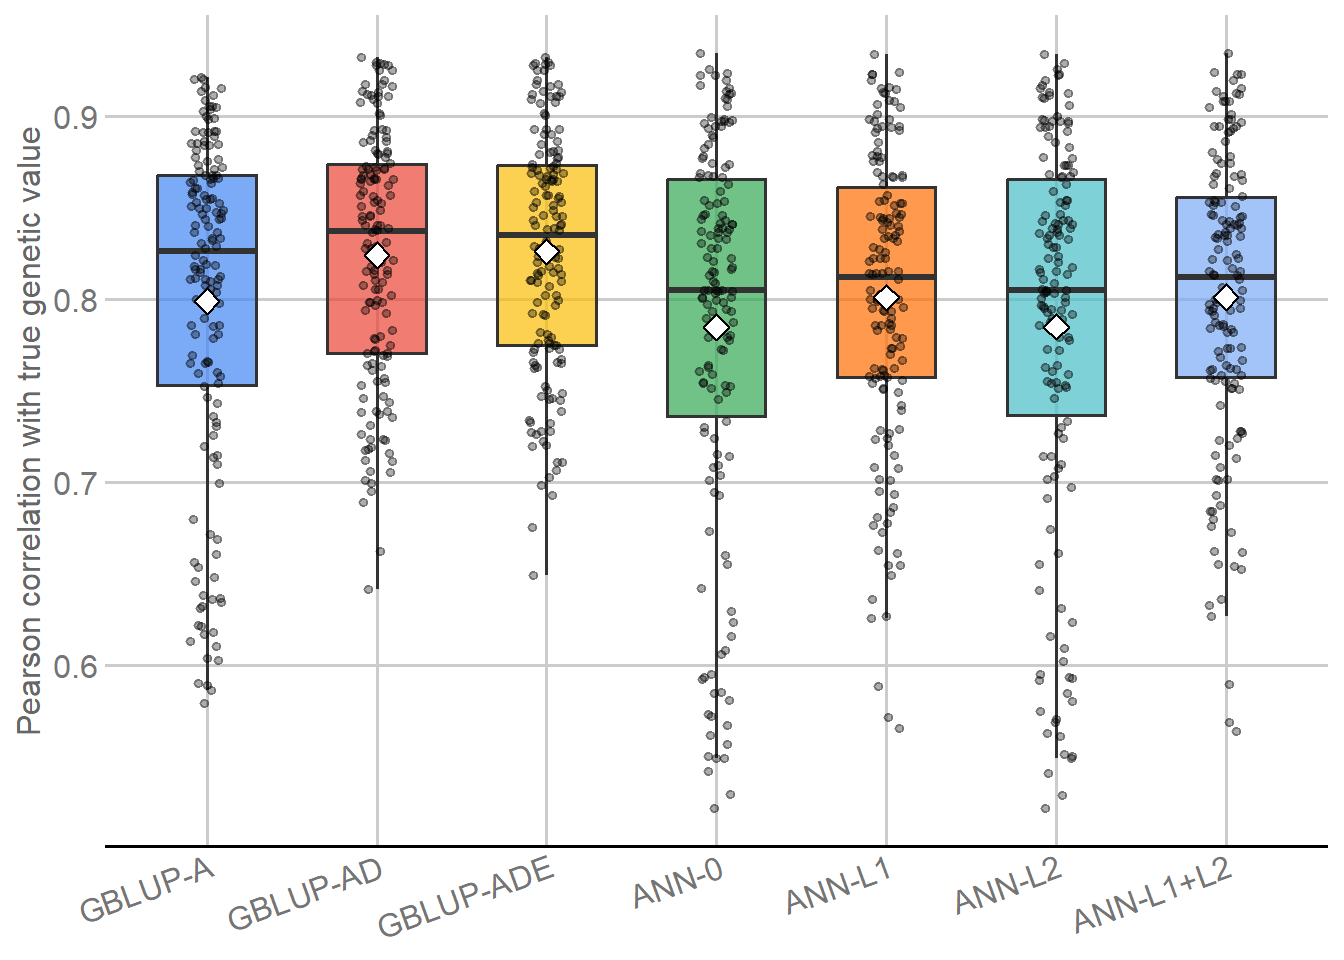 Pearson correlation with true genetic value
0.9
0.8
0.7
0.6
GBLUP-A
GBLUP-AD
GBLUP-ADE
ANN-0
ANN-L1
ANN-L2
ANN-L1+L2